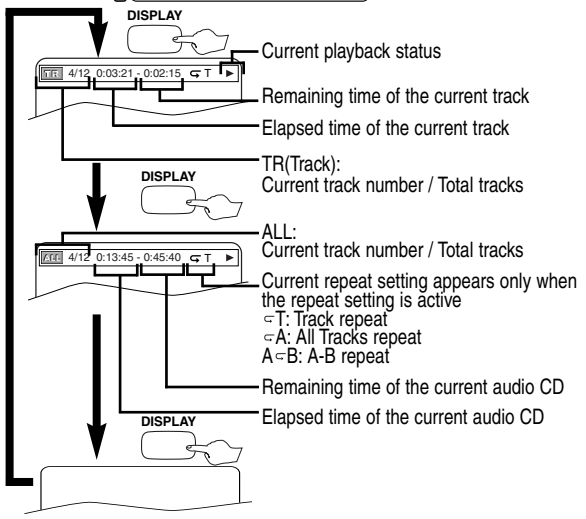 DISPLAY
Current playback status
TR 4/12 0:03:21 - 0:02:15 T
Remaining time of the current track
Elapsed time of the current track
TR(Track):
Current track number / Total tracks
DISPLAY
ALL:
Current track number / Total tracks
ALL 4/12 0:13:45 - 0:45:40 T
Current repeat setting appears only when
the repeat setting is active
T: Track repeat
A: All Tracks repeat
A B: A-B repeat
Remaining time of the current audio CD
Elapsed time of the current audio CD
DISPLAY